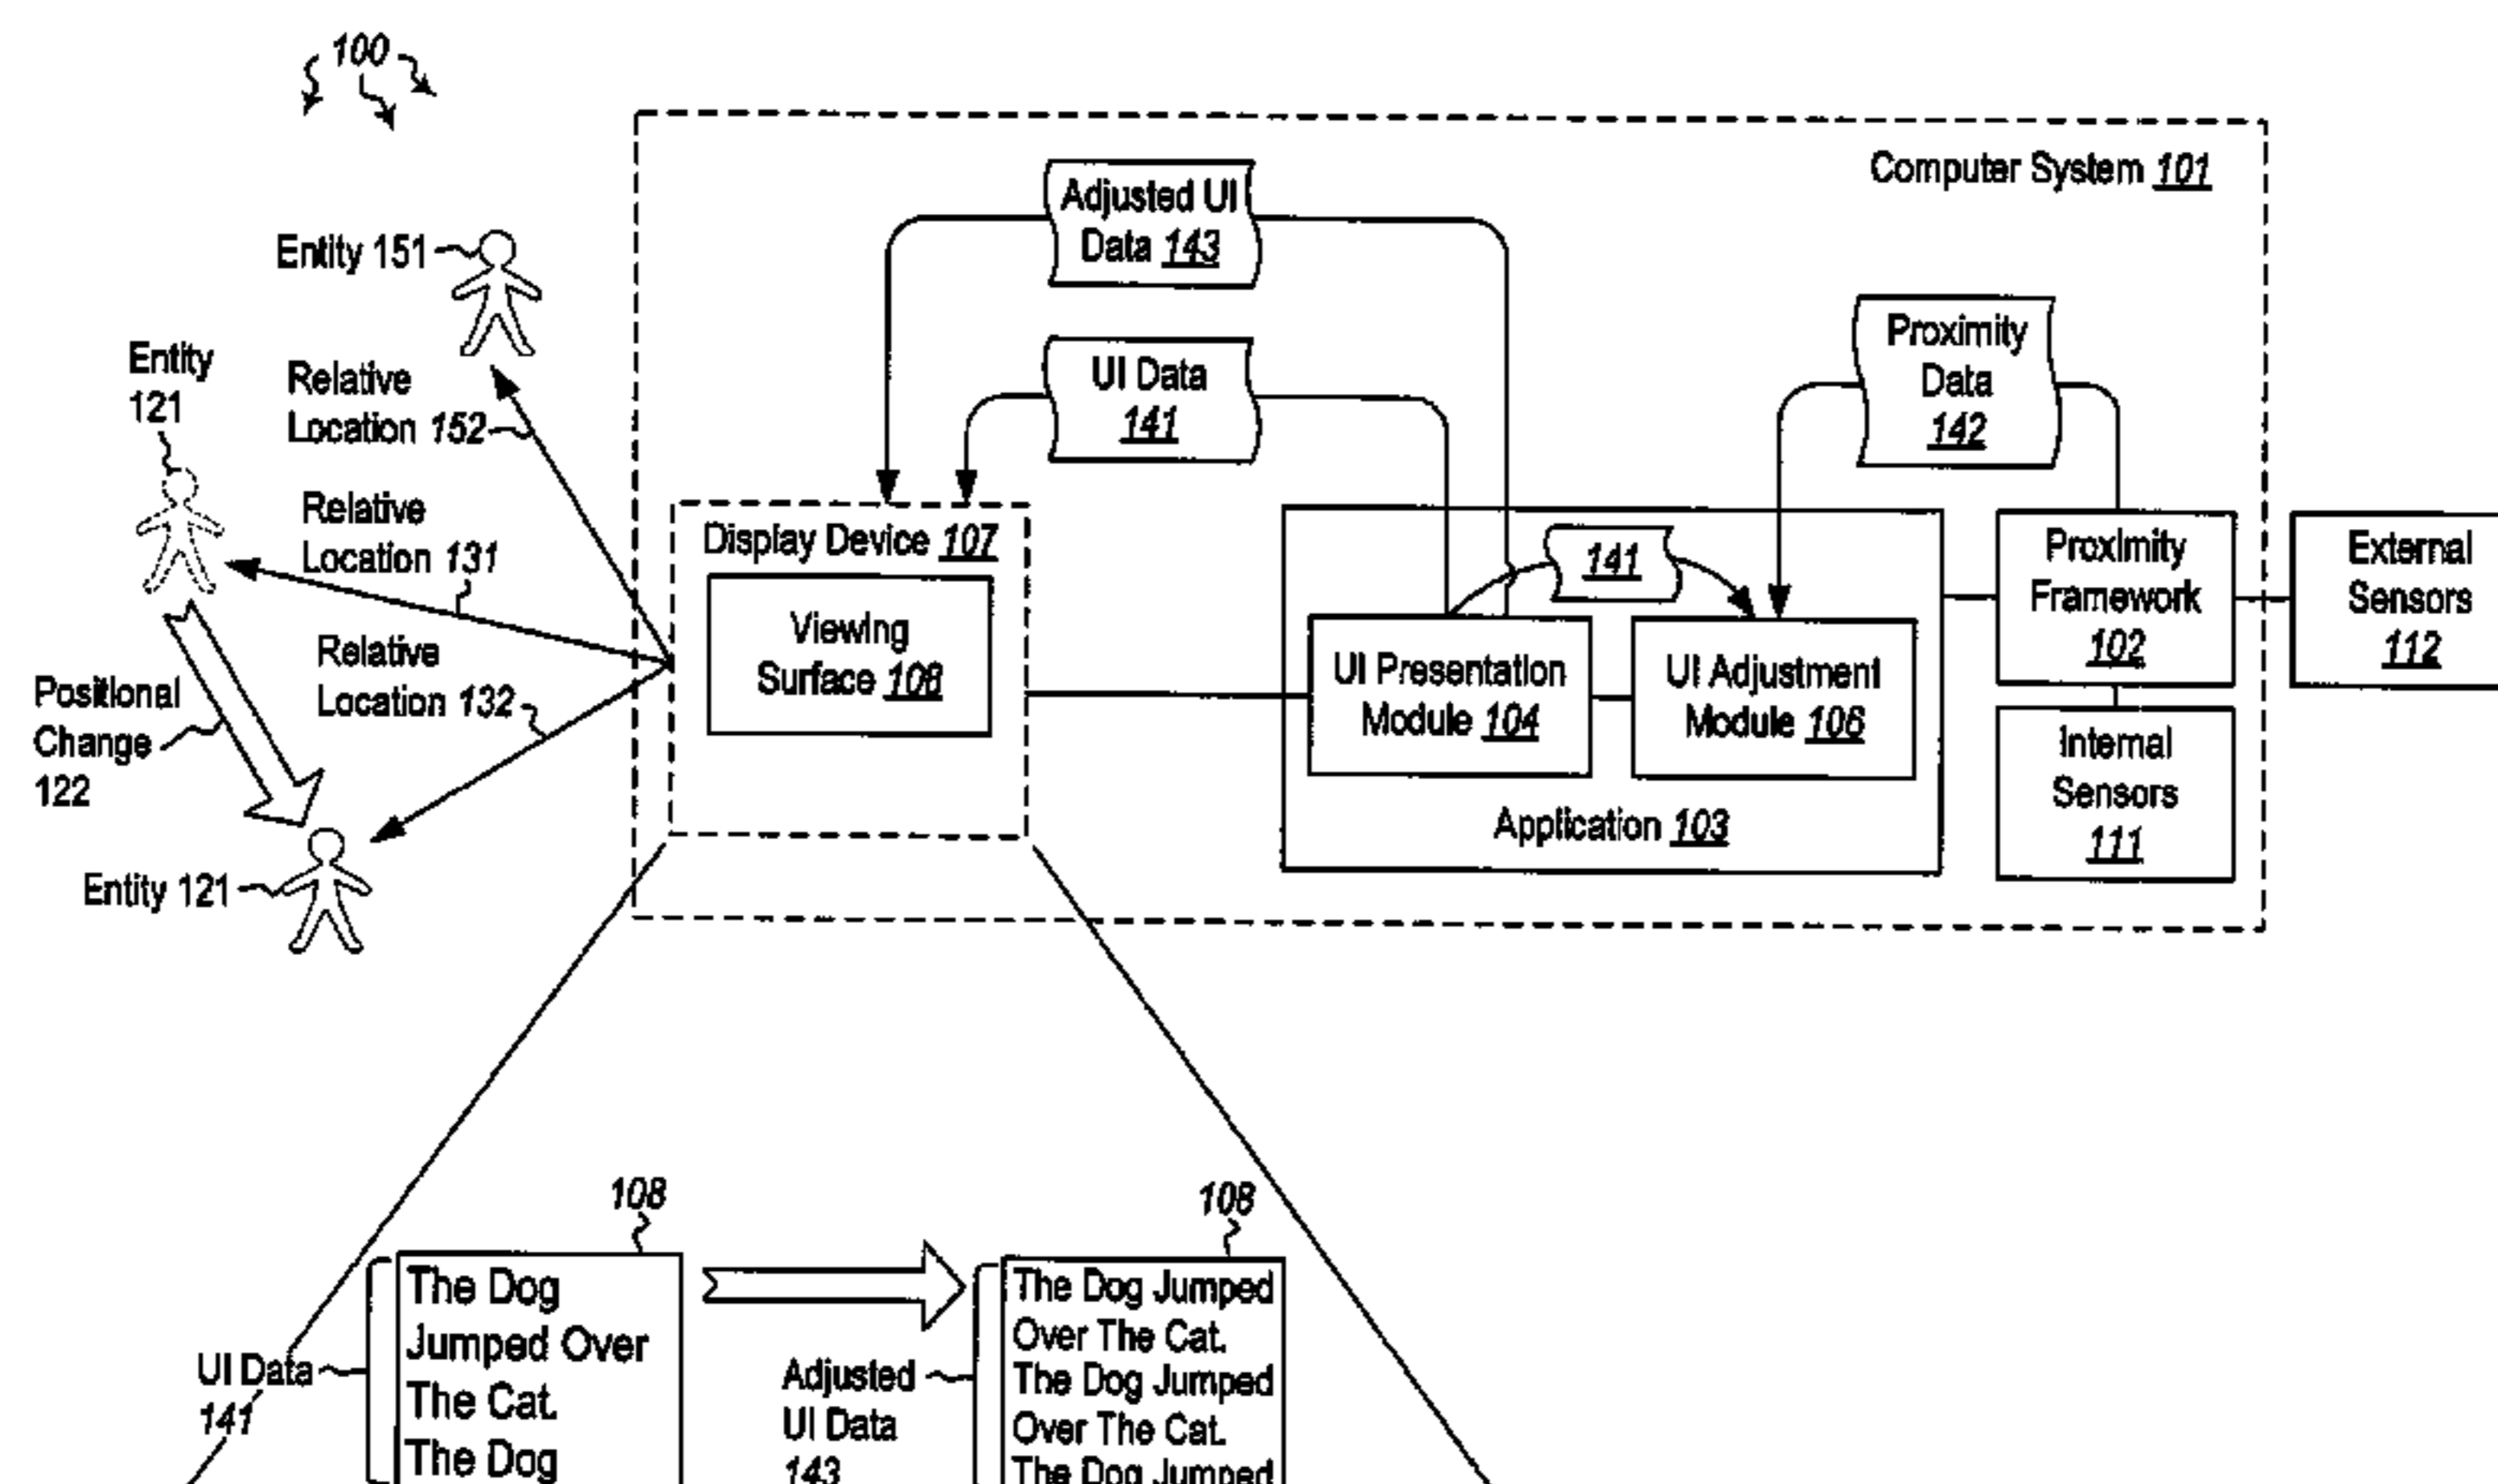 100
Computer System 101
Adjusted UI
Data 143
Entity 151
Proximity
Data
142
Entity
121
Relative
Location 152
UI Data
141
Relative
Location 131
Display Device 107
Viewing
Surface 108
141
UI Presentation
Module 104
UI Adjustment
Module 106
Application 103
Proximity
Framework
102
External
Sensors
112
Internal
Sensors
111
Relative
Location 132
Positional
Change
122
Entity 121
108
108
UI Data
141
The Dog
Jumped Over
The Cat.
The Dog
Adjusted
UI Data
143
The Dog Jumped
Over The Cat.
The Dog Jumped
Over The Cat.
The Dog Jumped